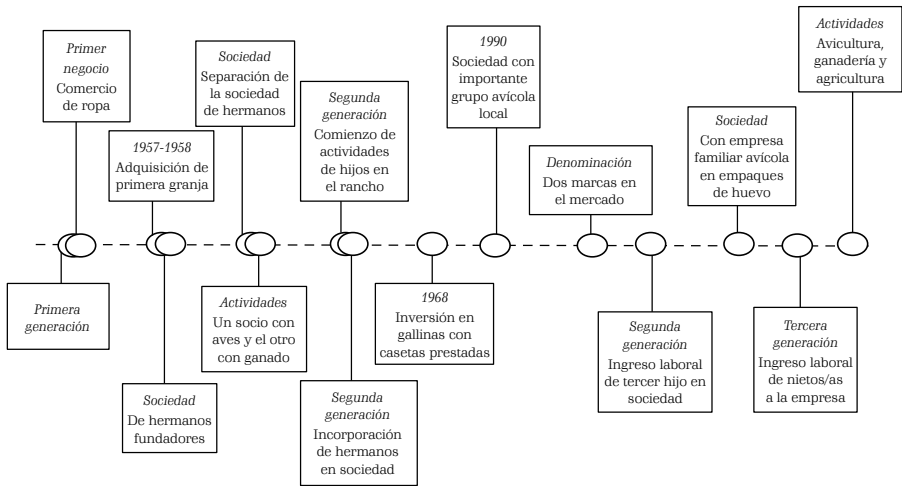 Primer
negocio
Comercio
de ropa
1957-1958
Adquisición de
primera granja
Sociedad
Separación de
la sociedad
de hermanos
Segunda
generación
Comienzo de
actividades
de hijos en
el rancho
1990
Sociedad con
importante
grupo avícola
local
Denominación
Dos marcas en
el mercado
Sociedad
Con empresa
familiar avícola
en empaques
de huevo
Actividades
Avicultura,
ganadería y
agricultura
Primera
generación
Sociedad
De hermanos
fundadores
Actividades
Un socio con
aves y el otro
con ganado
Segunda
generación
Incorporación
de hermanos
en sociedad
1968
Inversión en
gallinas con
casetas prestadas
Segunda
generación
Ingreso laboral
de tercer hijo en
sociedad
Tercera
generación
Ingreso laboral
de nietos/as
a la empresa